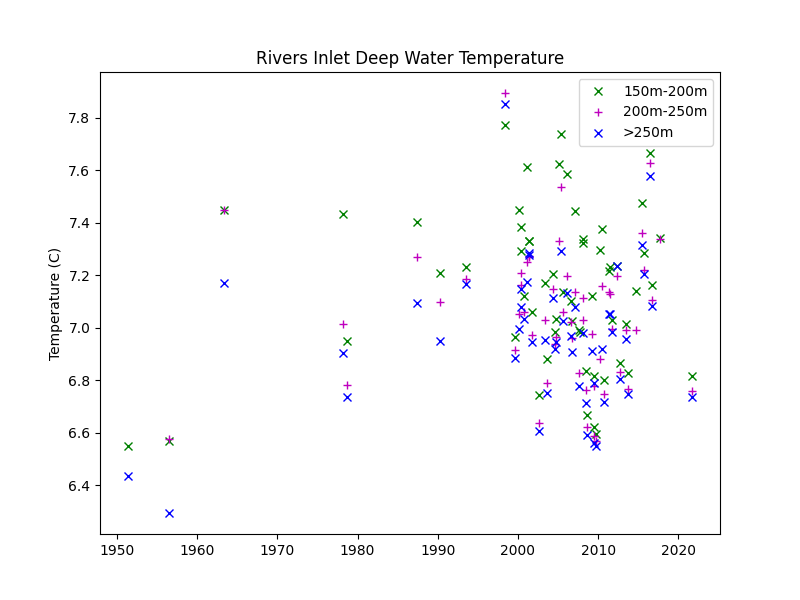 Rivers Inlet Deep Water Temperature
150m-200m
200m-250m
>250m
Temperature (C)
7.8
7.6
7.4
7.2
7.0
6.8
6.6
6.4
1950 1960 1970 1980 1990 2000 2010 2020